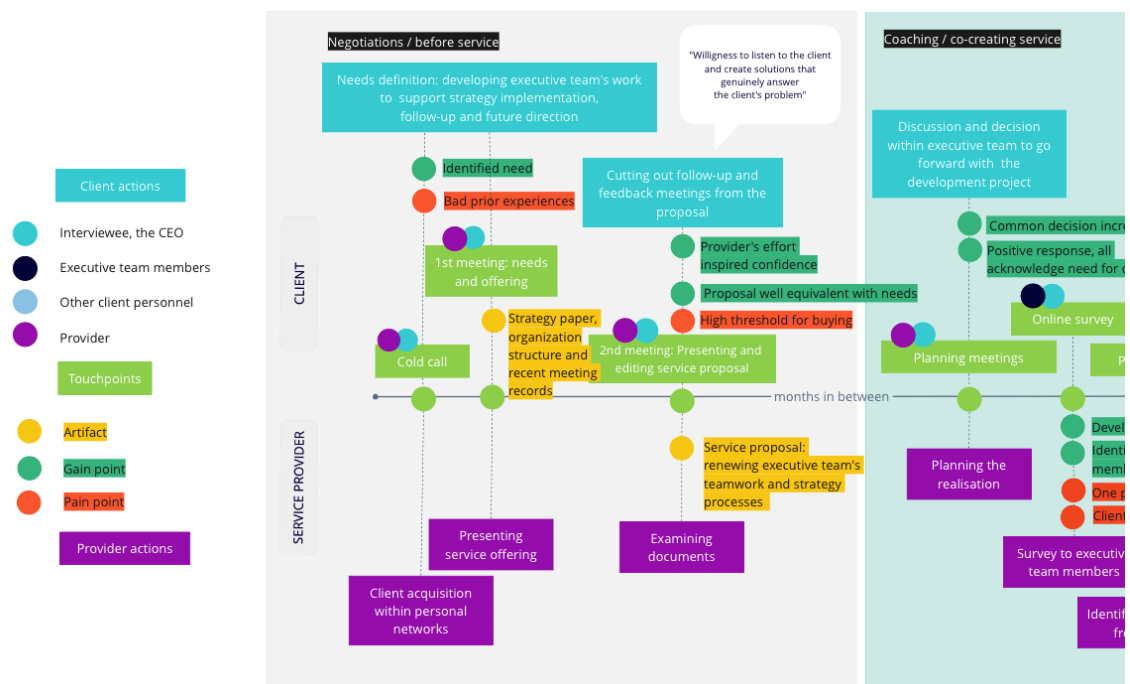 Client actions
Interviewee, the CEO
Executive team members
Other client personnel
Provider
Touchpoints
Artifact
Gain point
Pain point
Provider actions
Negotiations / before service
Needs definition: developing executive team's work
to support strategy implementation,
follow-up and future direction
"Willigness to listen to the client
and create solutions that
genuinely answer
the client's problem"
Identified need
Bad prior experiences
Cutting out follow-up and
feedback meetings from the
proposal
CLIENT
1st meeting: needs
and offering
Provider's effort
inspired confidence
Proposal well equivalent with needs
High threshold for buying
Strategy paper,
organization
structure and
recent meeting
records
Cold call
2nd meeting: Presenting and
editing service proposal
months in between
SERVICE PROVIDER
Service proposal:
renewing executive team's
teamwork and strategy
processes
Presenting
service offering
Examining
documents
Client acquisition
within personal
networks
Coaching / co-creating service
Discussion and decision
within executive team to go
forward with the
development project
Common decision
Positive response, all
acknowledge need for
Online survey
Planning meetings
Planning the
realisation
One
Client
Survey to
team members